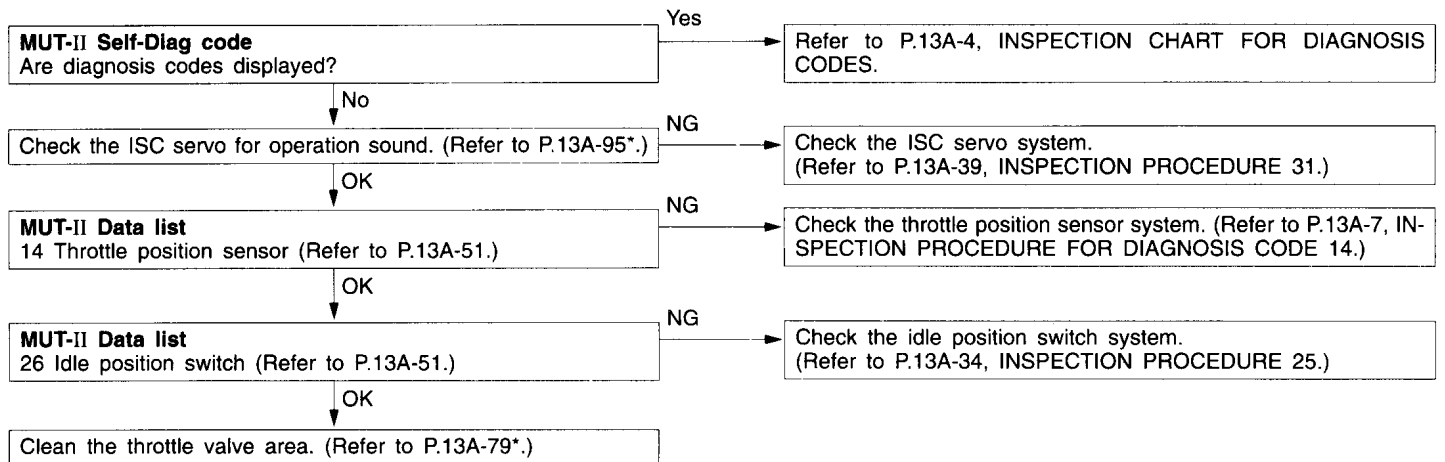 MUT-II Self-Diag code
Are diagnosis codes displayed?
Yes
Refer to P.13A-4, INSPECTION CHART FOR DIAGNOSIS
CODES.
No
Check the ISC servo for operation sound. (Refer to P.13A-95*.)
NG
Check the ISC servo system.
(Refer to P.13A-39, INSPECTION PROCEDURE 31.)
OK
MUT-II Data list
14 Throttle position sensor (Refer to P.13A-51.)
NG
Check the throttle position sensor system. (Refer to P.13A-7, IN-
SPECTION PROCEDURE FOR DIAGNOSIS CODE 14.)
OK
MUT-II Data list
26 Idle position switch (Refer to P.13A-51.)
NG
Check the idle position switch system.
(Refer to P.13A-34, INSPECTION PROCEDURE 25.)
OK
Clean the throttle valve area. (Refer to P.13A-79*.)